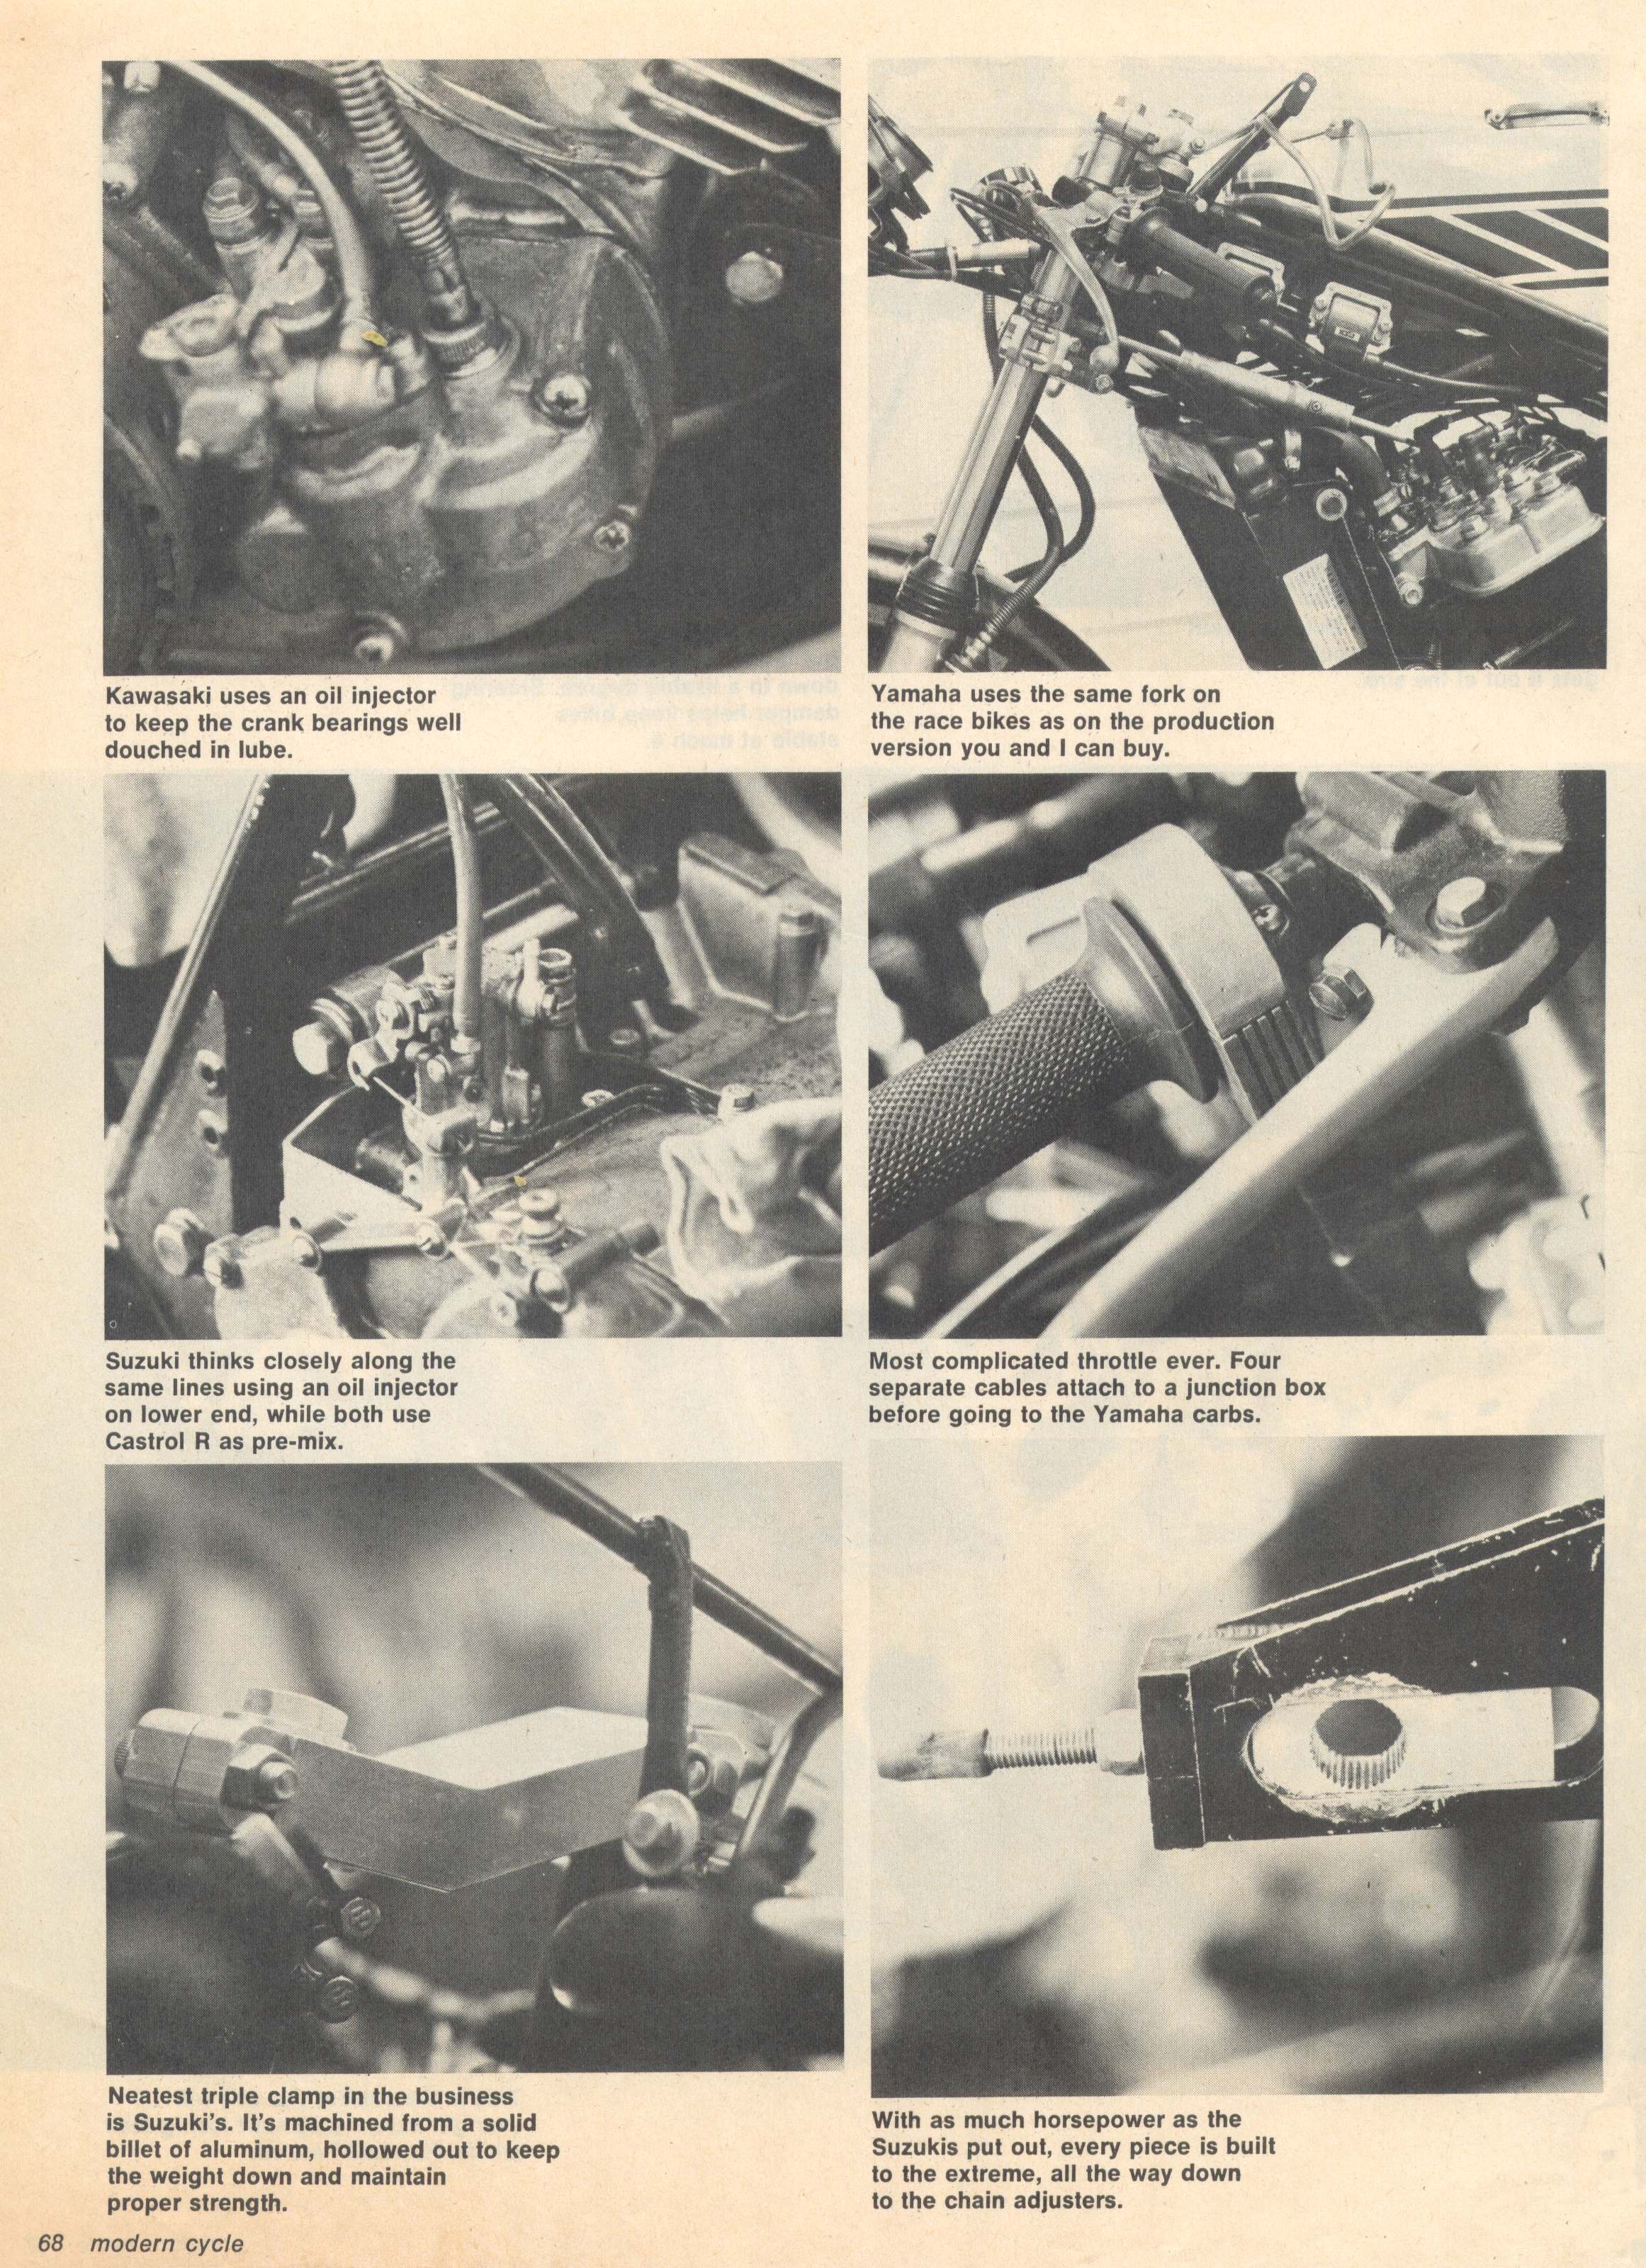 Kawasaki uses an oil injector
to keep the crank bearings well
douched in lube.
Yamaha uses the same fork on
the race bikes as on the production
version you and I can buy.
Suzuki thinks closely along the
same lines using an oil injector
on lower end, while both use
Castrol R as pre-mix.
Most complicated throttle ever. Four
separate cables attach to a junction box
before going to the Yamaha carbs.
Neatest triple clamp in the business
is Suzuki's. It's machined from a solid
billet of aluminum, hollowed out to keep
the weight down and maintain
proper strength.
With as much horsepower as the
Suzukis put out, every piece is built
to the extreme, all the way down
to the chain adjusters.
68 modern cycle